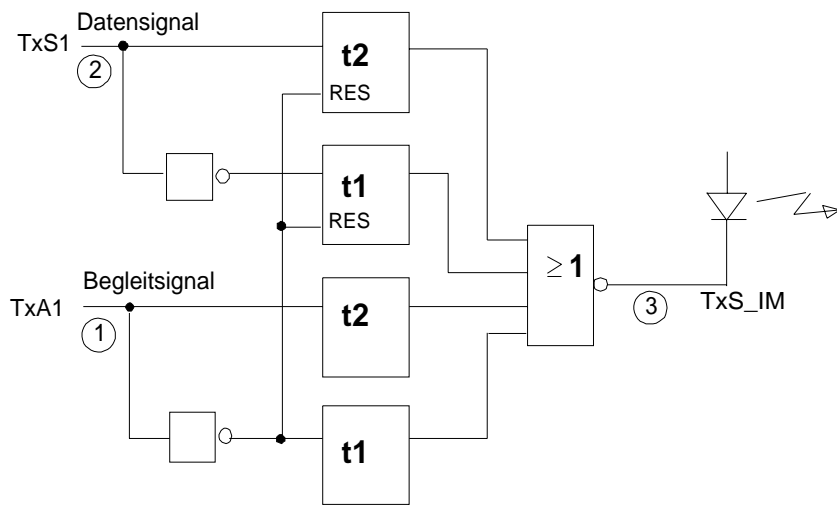 Datensignal
TxS1
2
t2
RES
t1
RES
Begleitsignal
TxA1
1
t2
≥ 1
3
TxS_IM
t1